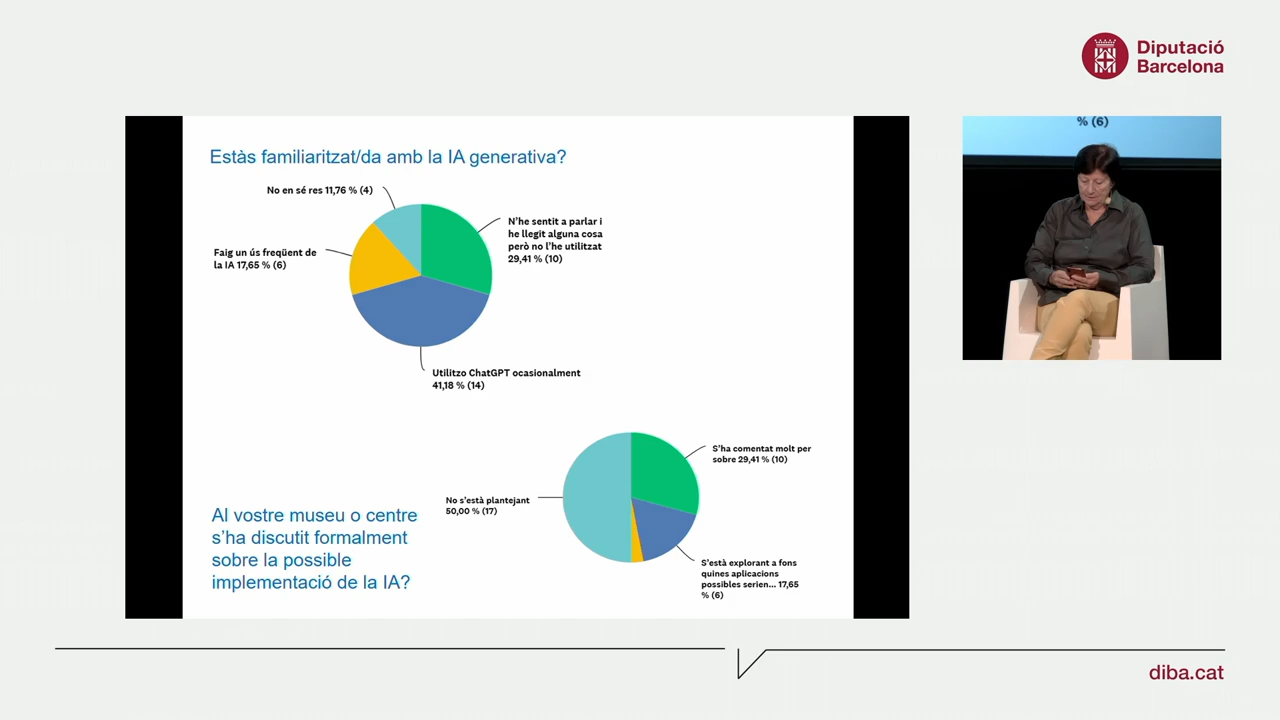 Diputació
Barcelona
% (6)
Estàs familiaritzat/da amb la IA generativa?
No en sé res 11,76 % (4)
N'he sentit a parlar i
he llegit alguna cosa
però no l'he utilitzat
29,41 % (10)
Faig un ús freqüent de
la IA 17,65 % (6)
Utilitzo ChatGPT ocasionalment
41,18 % (14)
S'ha comentat molt per
sobre 29,41 % (10)
No s'està plantejant
50,00 % (17)
Al vostre museu o centre
s'ha discutit formalment
sobre la possible
implementació de la IA?
S'està explorant a fons
quines aplicacions
possibles serien... 17,65
% (6)
diba.cat